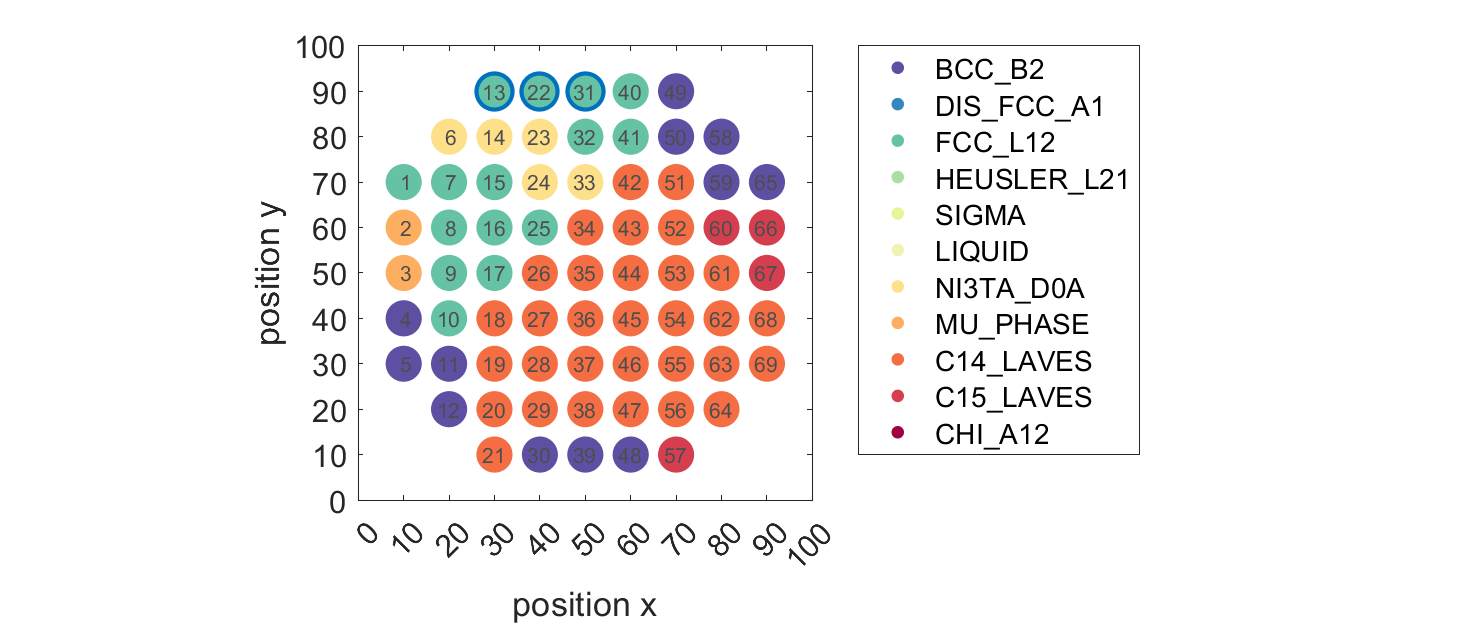 100
90 13 22 31 40 49
80 6 14 23 32 41 50 58
70 1 7 15 24 33 42 51 59 65
60 2 8 16 25 34 43 52 60 66
50 3 9 17 26 35 44 53 61 67
40 4 10 18 27 36 45 54 62 68
30 5 11 19 28 37 46 55 63 69
20 12 20 29 38 47 56 64
10 21 30 39 48 57
0
0 10 20 30 40 50 60 70 80 90 100
position x
position y
BCC_B2
DIS_FCC_A1
FCC_L12
HEUSLER_L21
SIGMA
LIQUID
NI3TA_D0A
MU_PHASE
C14_LAVES
C15_LAVES
CHI_A12